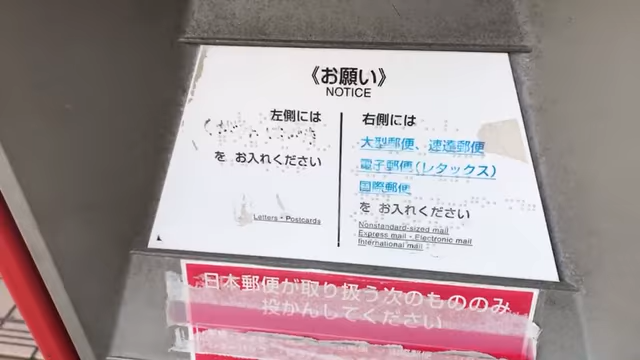 《お願い》
NOTICE
左側には
を お入れください
Letters・Postcards
右側には
大型郵便、速達郵便
電子郵便(レタックス)
国際郵便
を お入れください
Nonstandard-sized mail
Express mail・Electronic mail
International mail
日本郵便が取り扱う次のもののみ
投かんしてください